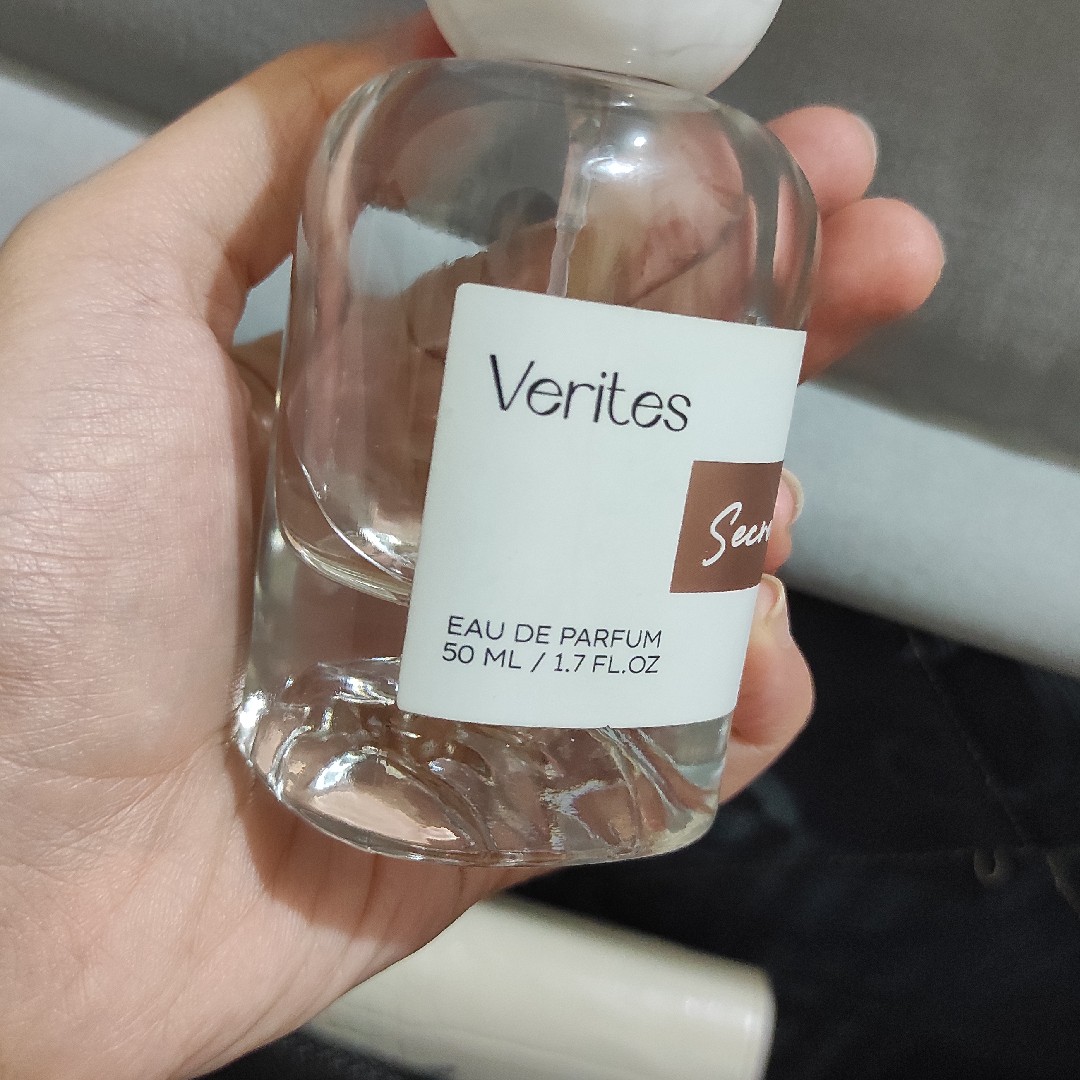 Verites
EAU DE PARFUM
50 ML / 1.7 FL.OZ